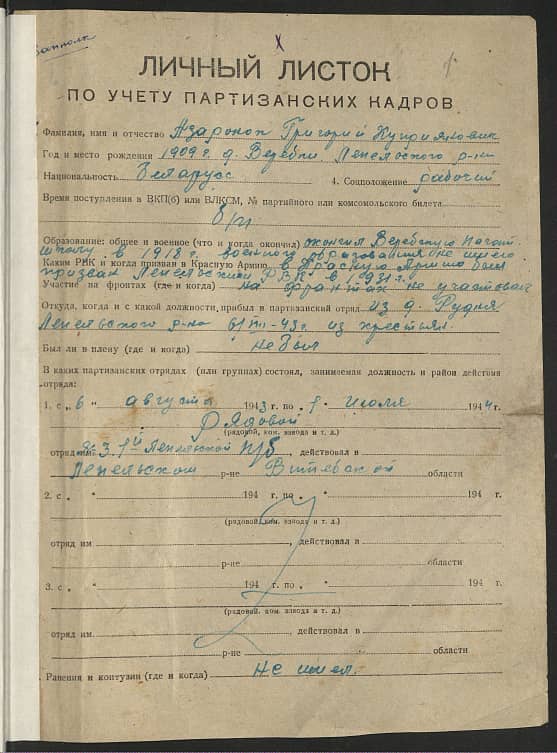 Запполк
х
ЛИЧНЫЙ ЛИСТОК
ПО УЧЕТУ ПАРТИЗАНСКИХ КАДРОВ
Фамилия, имя и отчество Азаронок Григорий Куприянович
Год и место рождения 1909 г. д. Веребки Лепельского р-на
Национальность Беларусс 4. Соцположение рабочий
Время поступления в ВКП(б) или ВЛКСМ, № партийного или комсомольского билета
б/п
Образование: общее и военное (что и когда окончил) окончил Веребскую начат.
школу в 1918 г. военного образования не имею
Каким РВК и когда призван в Красную Армию в Красную Армию был
призван Лепельским РВК в 1931 г.
Участие на фронтах (где и когда) на фронтах не участвовал
Откуда, когда и с какой должности, прибыл в партизанский отряд из д. Рудня
Лепельского р-на 6/VIII-43 г. из крестьян
Был ли в плену (где и когда) не был
В каких партизанских отрядах (или группах) состоял, занимаемая должность и район действия
отряда:
1. с „ 6 " августа 1943 г. по „ 1 июля 1944 г.
рядовой
(рядовой, ком. взвода и т. д.)
отряд № 3. 1й Лепельской п/б, действовал в
Лепельском р-не Витебской области
2. с „ " 194 г. по „ " 194 г.
(рядовой, ком. взвода и т. д.)
отряд им , действовал в
р-не области
3. с „ " 194 г. по „ " 194 г.
(рядовой, ком. взвода и т. д.)
отряд им. , действовал в
р-не области
Ранения и контузии (где и когда) не имел.